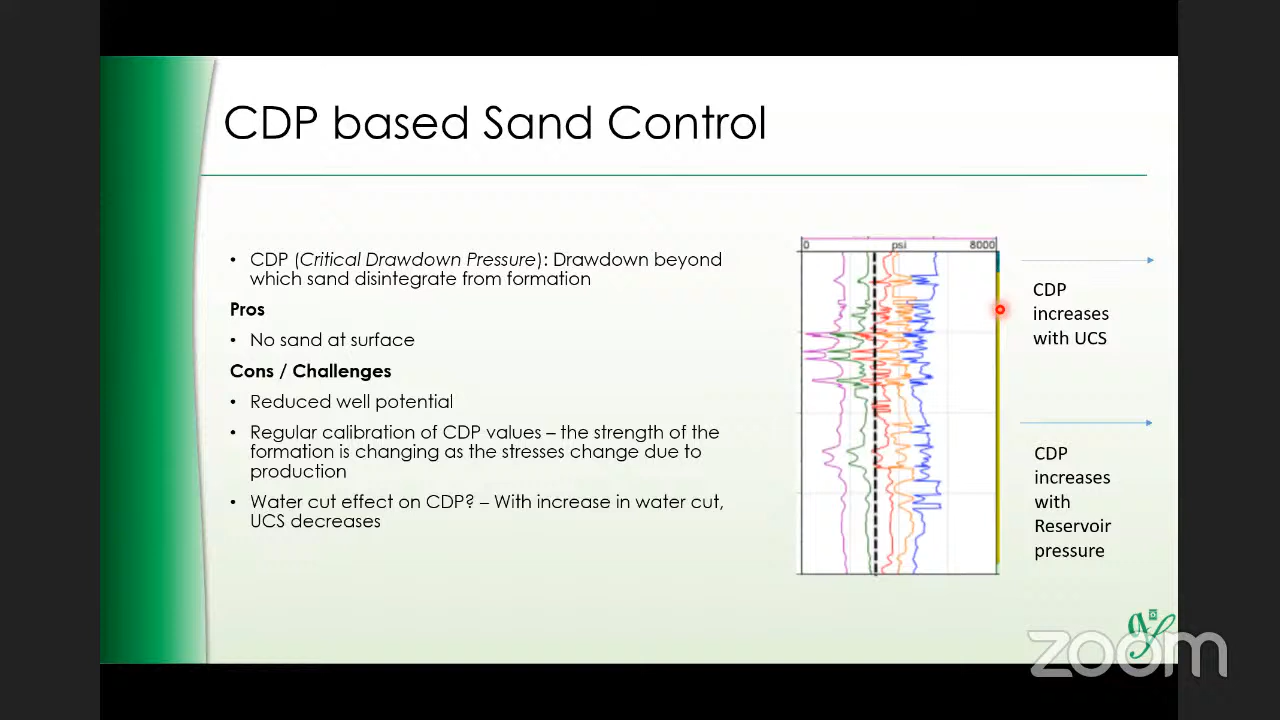 CDP based Sand Control
• CDP (Critical Drawdown Pressure): Drawdown beyond
which sand disintegrate from formation
Pros
• No sand at surface
Cons / Challenges
• Reduced well potential
• Regular calibration of CDP values – the strength of the
formation is changing as the stresses change due to
production
• Water cut effect on CDP? – With increase in water cut,
UCS decreases
0 psi 8000
CDP
increases
with UCS
CDP
increases
with
Reservoir
pressure
zoom